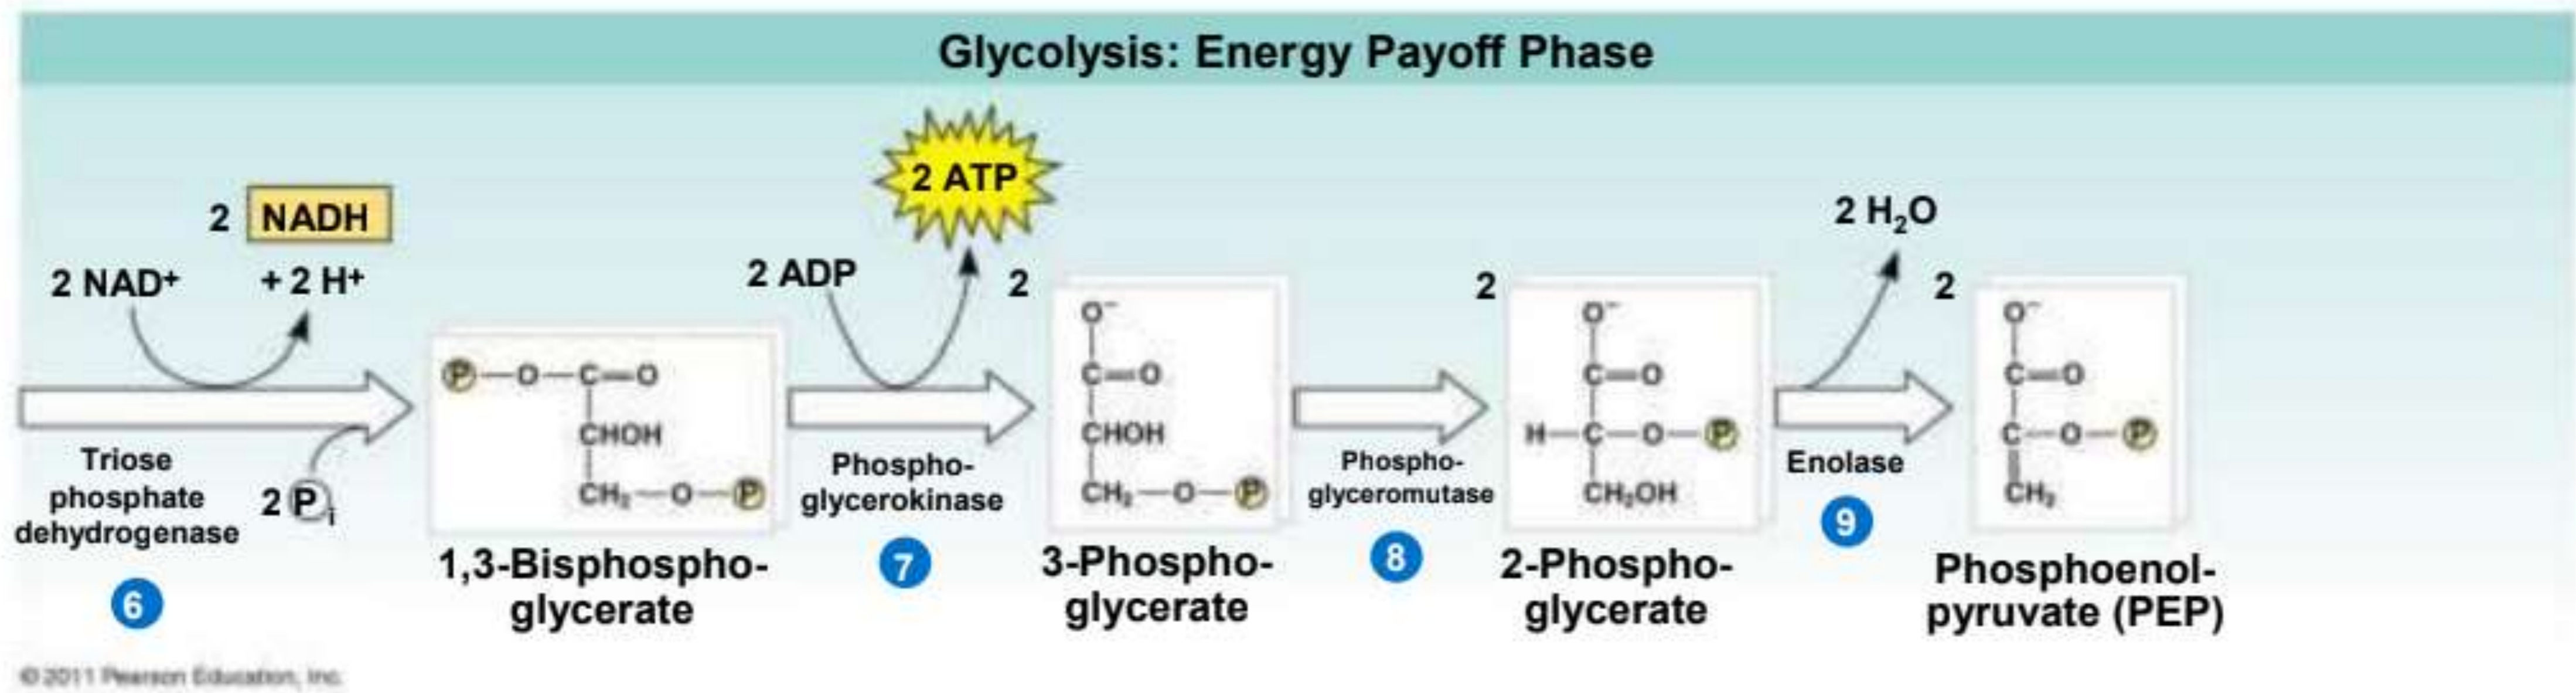 Glycolysis: Energy Payoff Phase
2 ATP
2 NADH
2 NAD⁺
+ 2 H⁺
2 ADP
2 H₂O
2 Pᵢ
Triose
phosphate
dehydrogenase
6
P—O—C=O
CHOH
CH₂—O—P
1,3-Bisphospho-
glycerate
Phospho-
glycerokinase
7
2
O⁻
C=O
CHOH
CH₂—O—P
3-Phospho-
glycerate
Phospho-
glyceromutase
8
2
O⁻
C=O
H—C—O—P
CH₂OH
2-Phospho-
glycerate
Enolase
9
2
O⁻
C=O
C—O—P
CH₂
Phosphoenol-
pyruvate (PEP)
© 2011 Pearson Education, Inc.